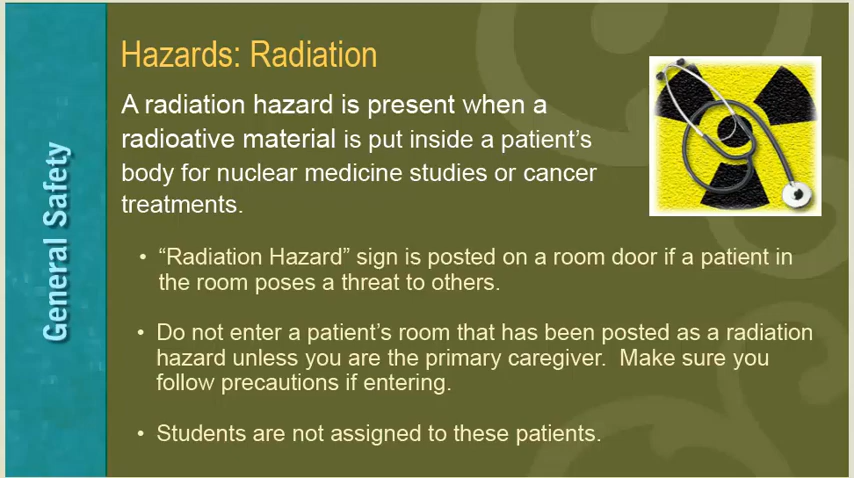 General Safety
Hazards: Radiation
A radiation hazard is present when a
radioative material is put inside a patient’s
body for nuclear medicine studies or cancer
treatments.
• “Radiation Hazard” sign is posted on a room door if a patient in
the room poses a threat to others.
• Do not enter a patient’s room that has been posted as a radiation
hazard unless you are the primary caregiver.  Make sure you
follow precautions if entering.
• Students are not assigned to these patients.